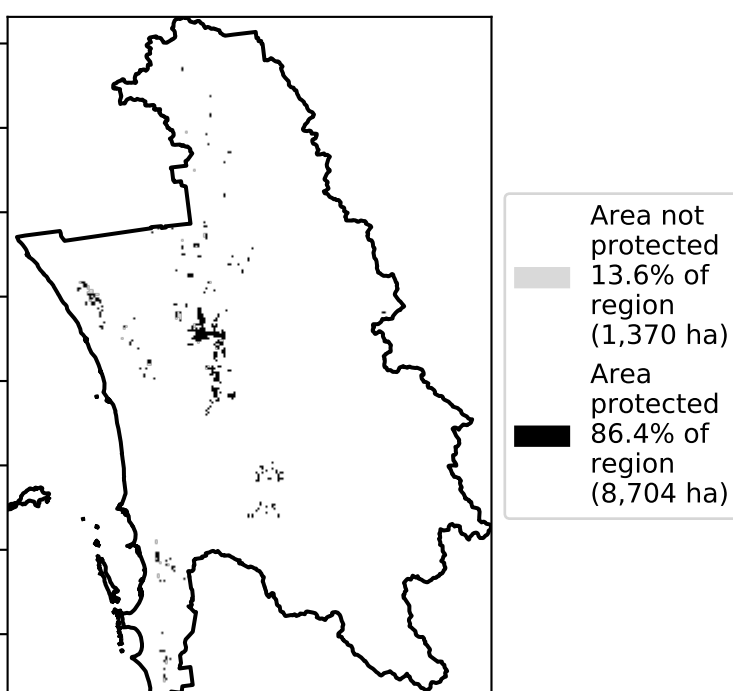 Area not
protected
13.6% of
region
(1,370 ha)
Area
protected
86.4% of
region
(8,704 ha)